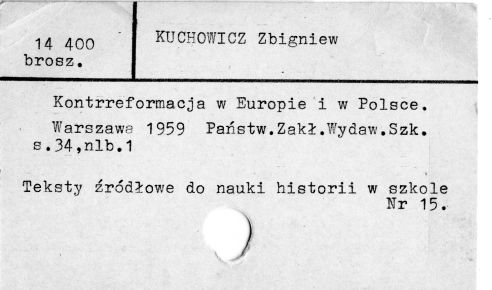 14 400
brosz.
KUCHOWICZ Zbigniew
Kontrreformacja w Europie i w Polsce.
Warszawa 1959 Państw.Zakł.Wydaw.Szk.
s.34,nlb.1
Teksty źródłowe do nauki historii w szkole
Nr 15.